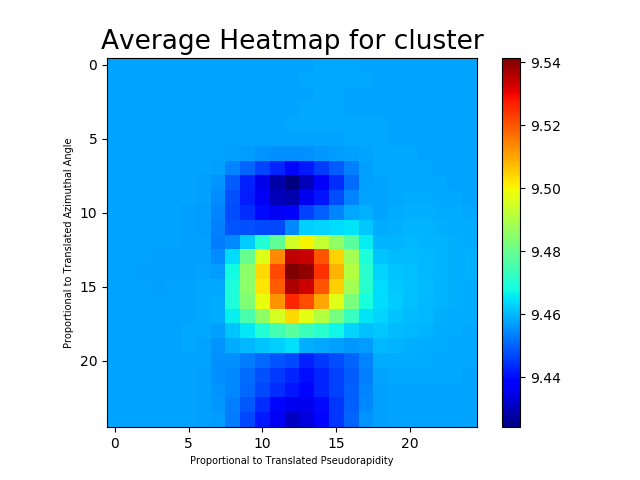 Average Heatmap for cluster
0
5
10
15
20
Proportional to Translated Azimuthal Angle
0 5 10 15 20
Proportional to Translated Pseudorapidity
9.54
9.52
9.50
9.48
9.46
9.44